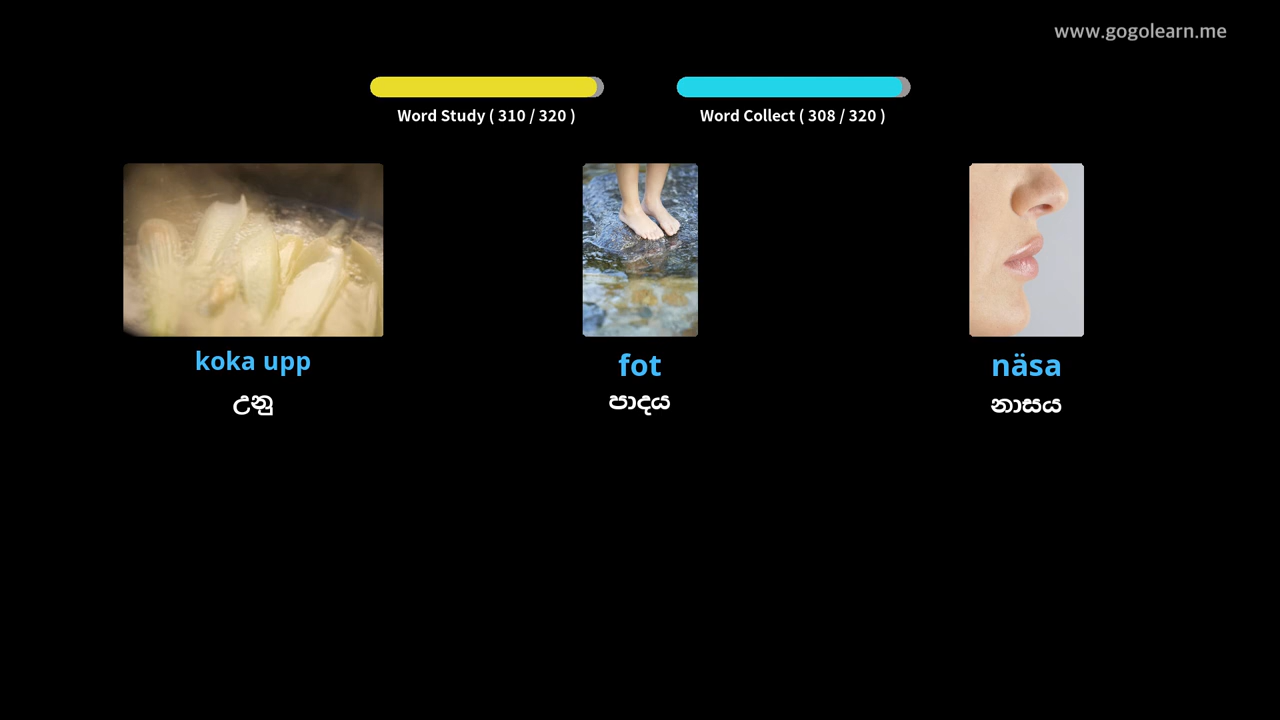 www.gogolearn.me
Word Study ( 310 / 320 )
Word Collect ( 308 / 320 )
koka upp
fot
näsa
උනු
පාදය
නාසය